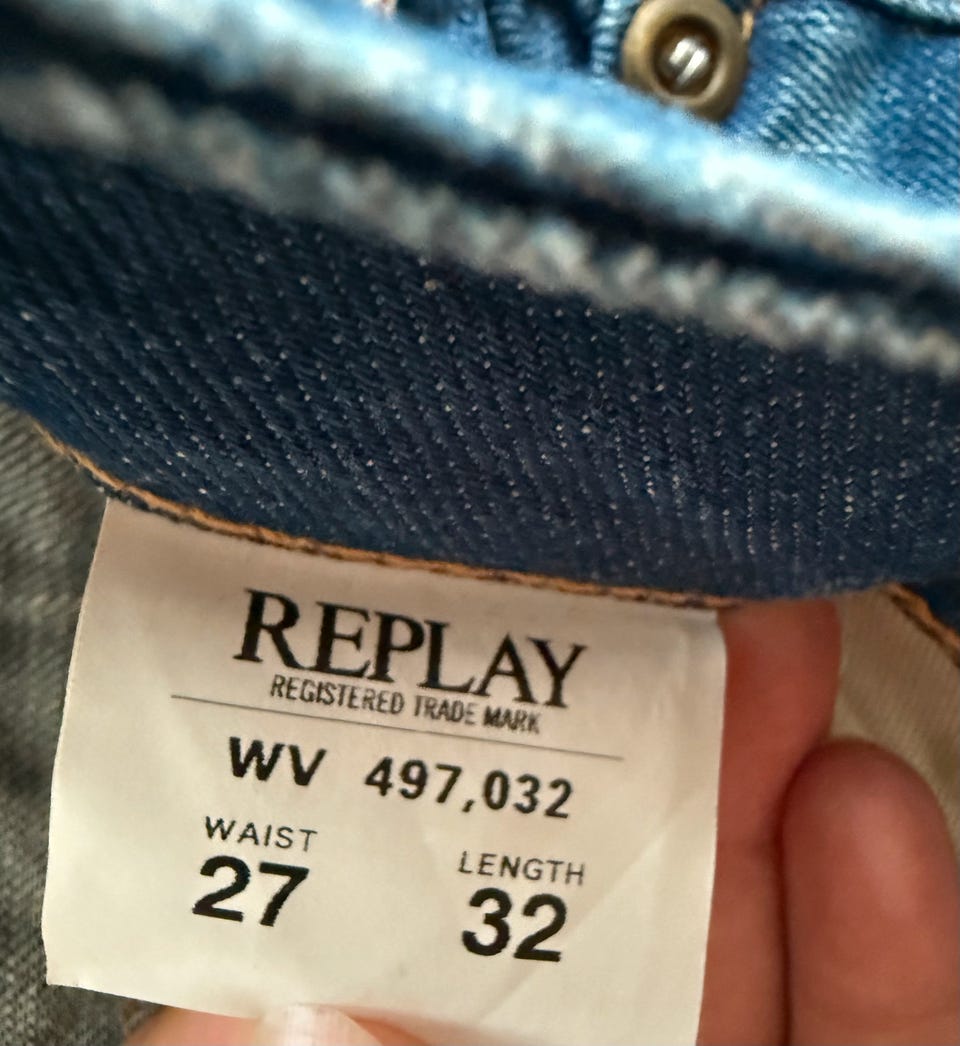 REPLAY
REGISTERED TRADE MARK
WV 497,032
WAIST LENGTH
27 32